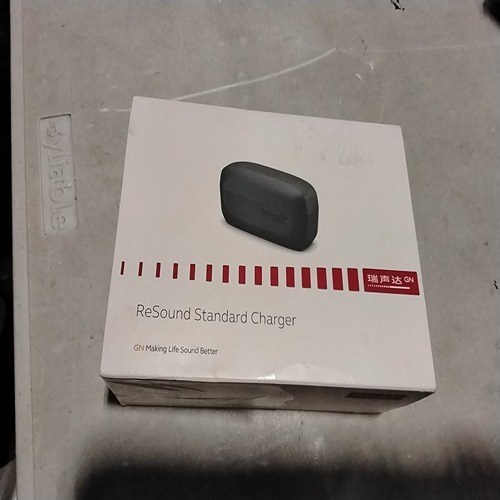 瑞声达 GN
ReSound Standard Charger
GN Making Life Sound Better